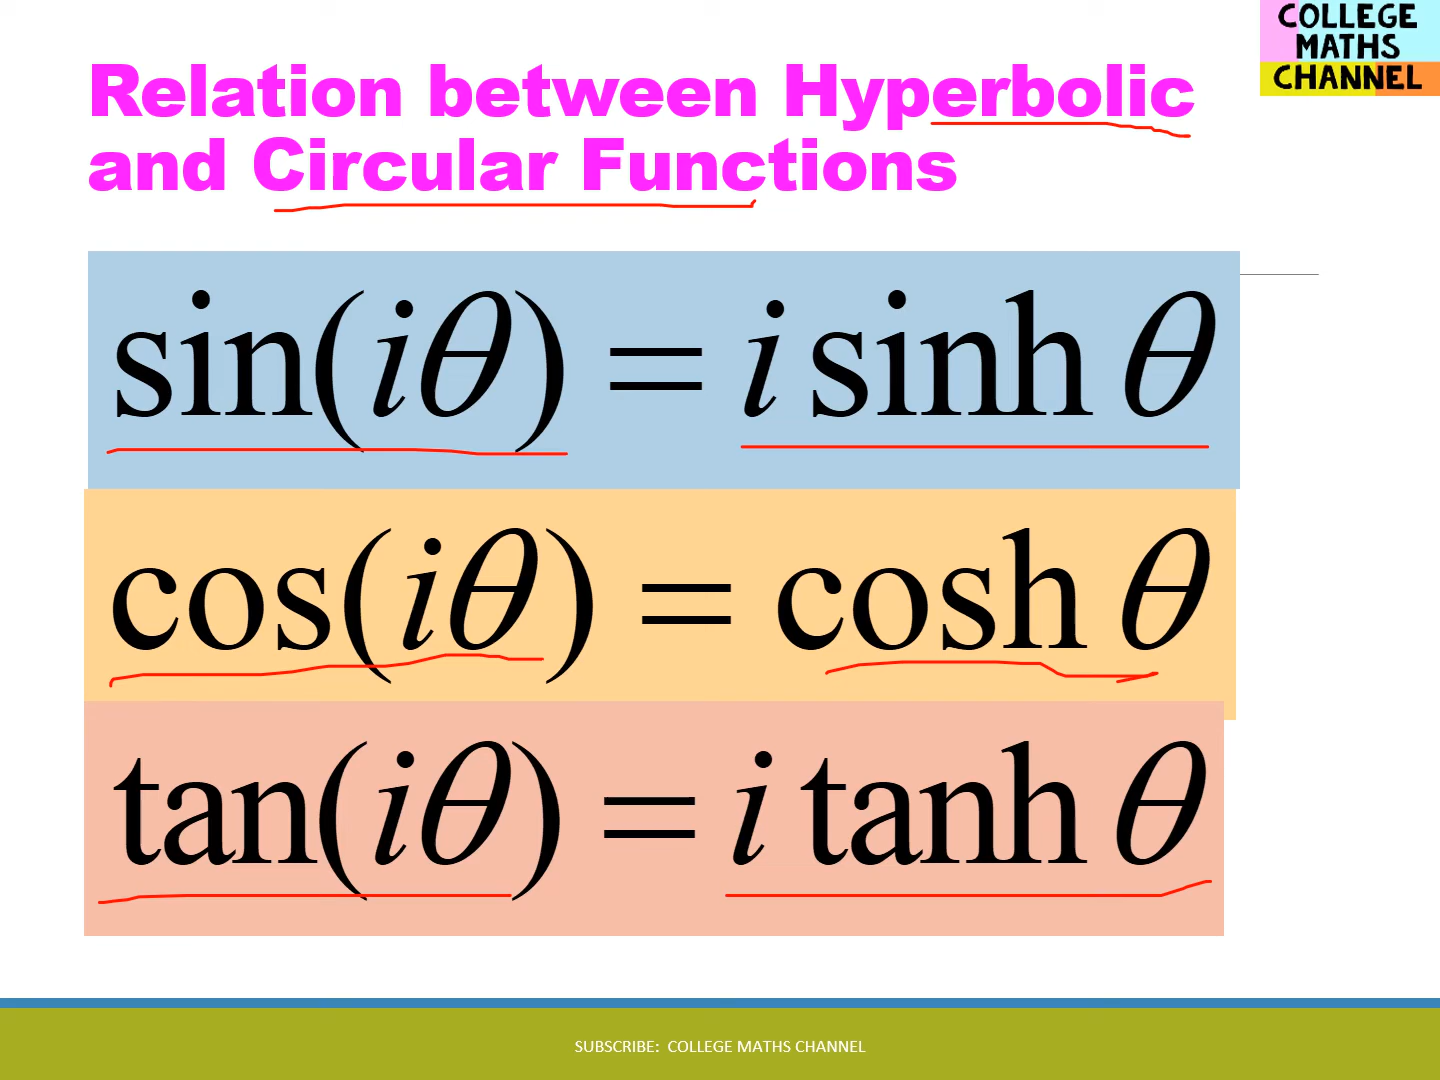 COLLEGE
MATHS
CHANNEL
Relation between Hyperbolic
and Circular Functions
sin(iθ) = i sinh θ
cos(iθ) = cosh θ
tan(iθ) = i tanh θ
SUBSCRIBE: COLLEGE MATHS CHANNEL